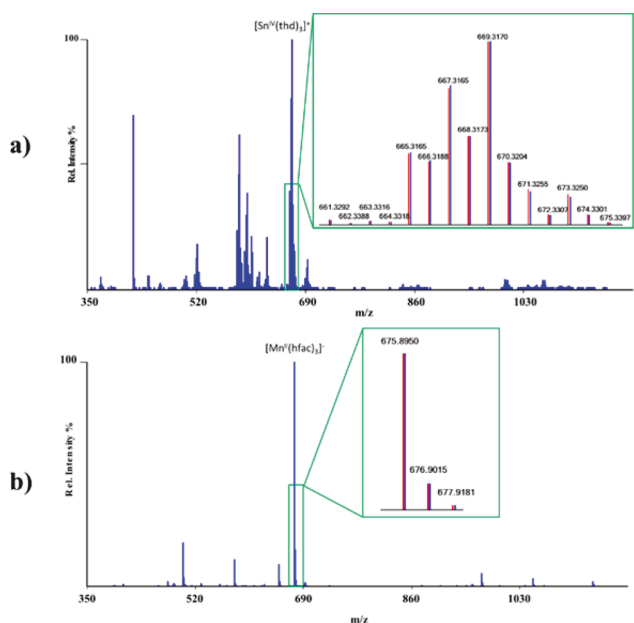 a)
[Sn^IV(thd)₃]⁺
100
Rel. Intensity %
669.3170
667.3165
668.3173
665.3165
666.3188
670.3204
671.3255
673.3250
661.3292
663.3316
662.3388
664.3318
672.3307
674.3301
675.3397
350 520 690 860 1030
m/z
b)
[Mn^II(hfac)₃]⁻
100
Rel. Intensity %
675.8950
676.9015
677.9181
350 520 690 860 1030
m/z